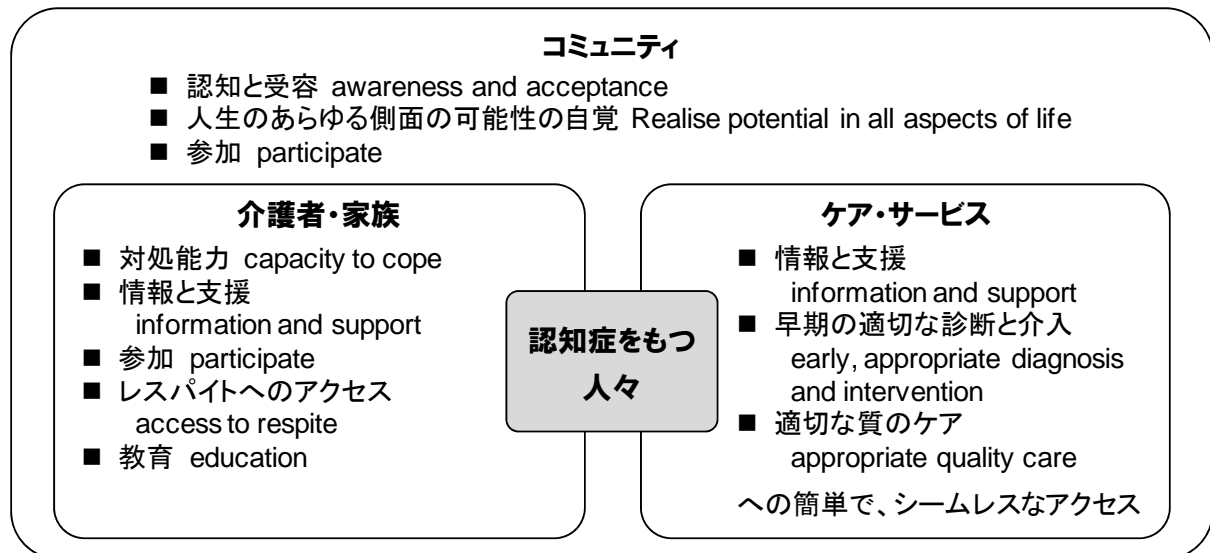 コミュニティ
■ 認知と受容 awareness and acceptance
■ 人生のあらゆる側面の可能性の自覚 Realise potential in all aspects of life
■ 参加 participate
介護者・家族
■ 対処能力 capacity to cope
■ 情報と支援
information and support
■ 参加 participate
■ レスパイトへのアクセス
access to respite
■ 教育 education
認知症をもつ
人々
ケア・サービス
■ 情報と支援
information and support
■ 早期の適切な診断と介入
early, appropriate diagnosis
and intervention
■ 適切な質のケア
appropriate quality care
への簡単で、シームレスなアクセス